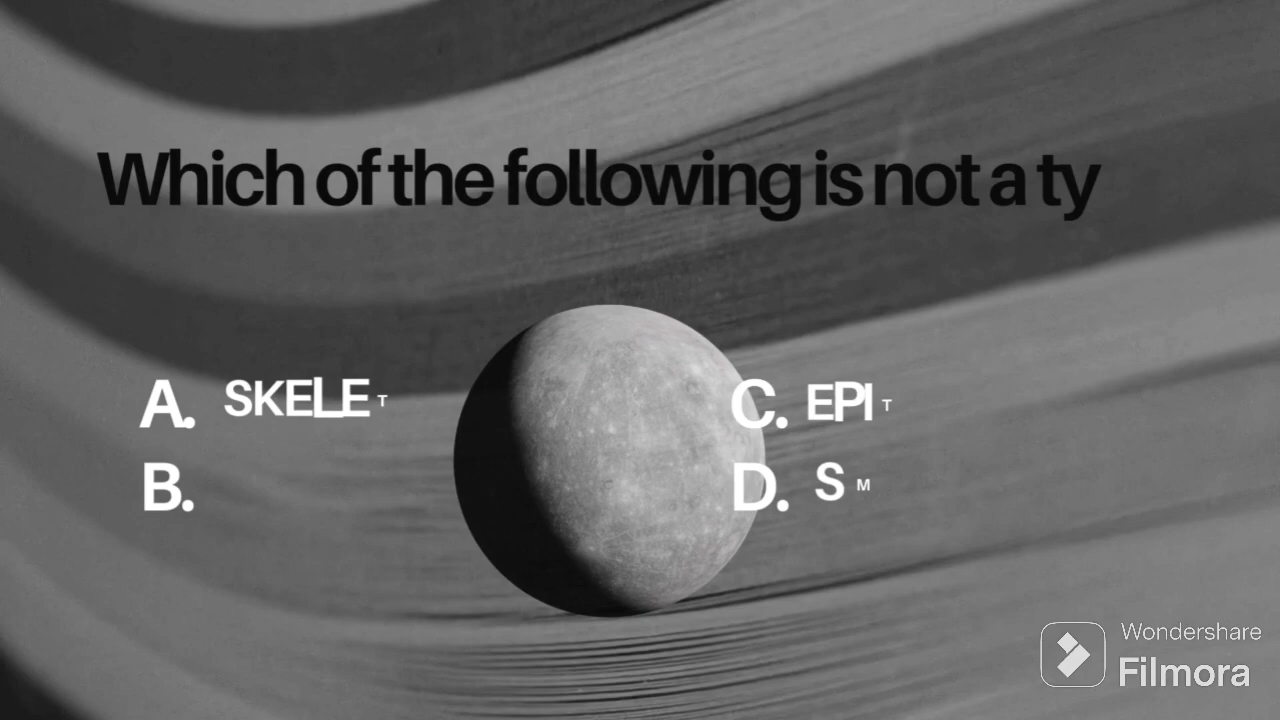 Which of the following is not a ty
A. SKELE T
B.
C. EPI T
D. S M
Wondershare
Filmora